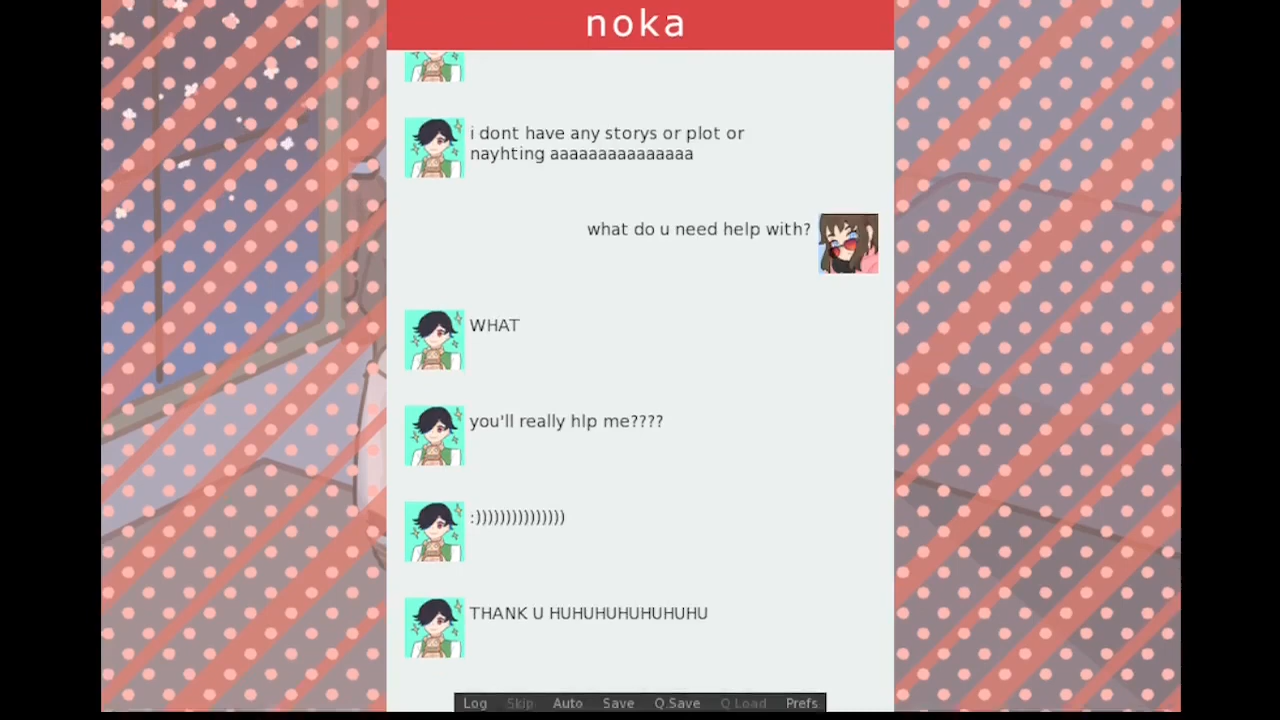 noka
i dont have any storys or plot or
nayhting aaaaaaaaaaaaaaa
what do u need help with?
WHAT
you'll really hlp me????
:)))))))))))))))
THANK U HUHUHUHUHUHUHU
Log Skip Auto Save Q.Save Q.Load Prefs